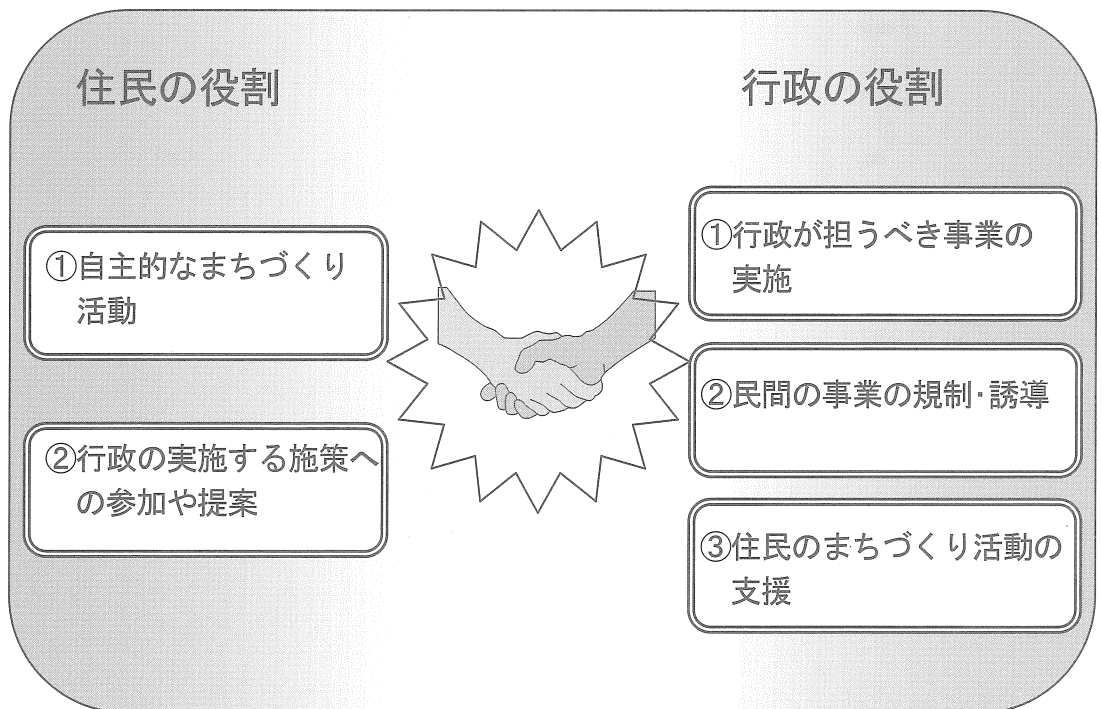 住民の役割
①自主的なまちづくり
活動
②行政の実施する施策へ
の参加や提案
行政の役割
①行政が担うべき事業の
実施
②民間の事業の規制・誘導
③住民のまちづくり活動の
支援